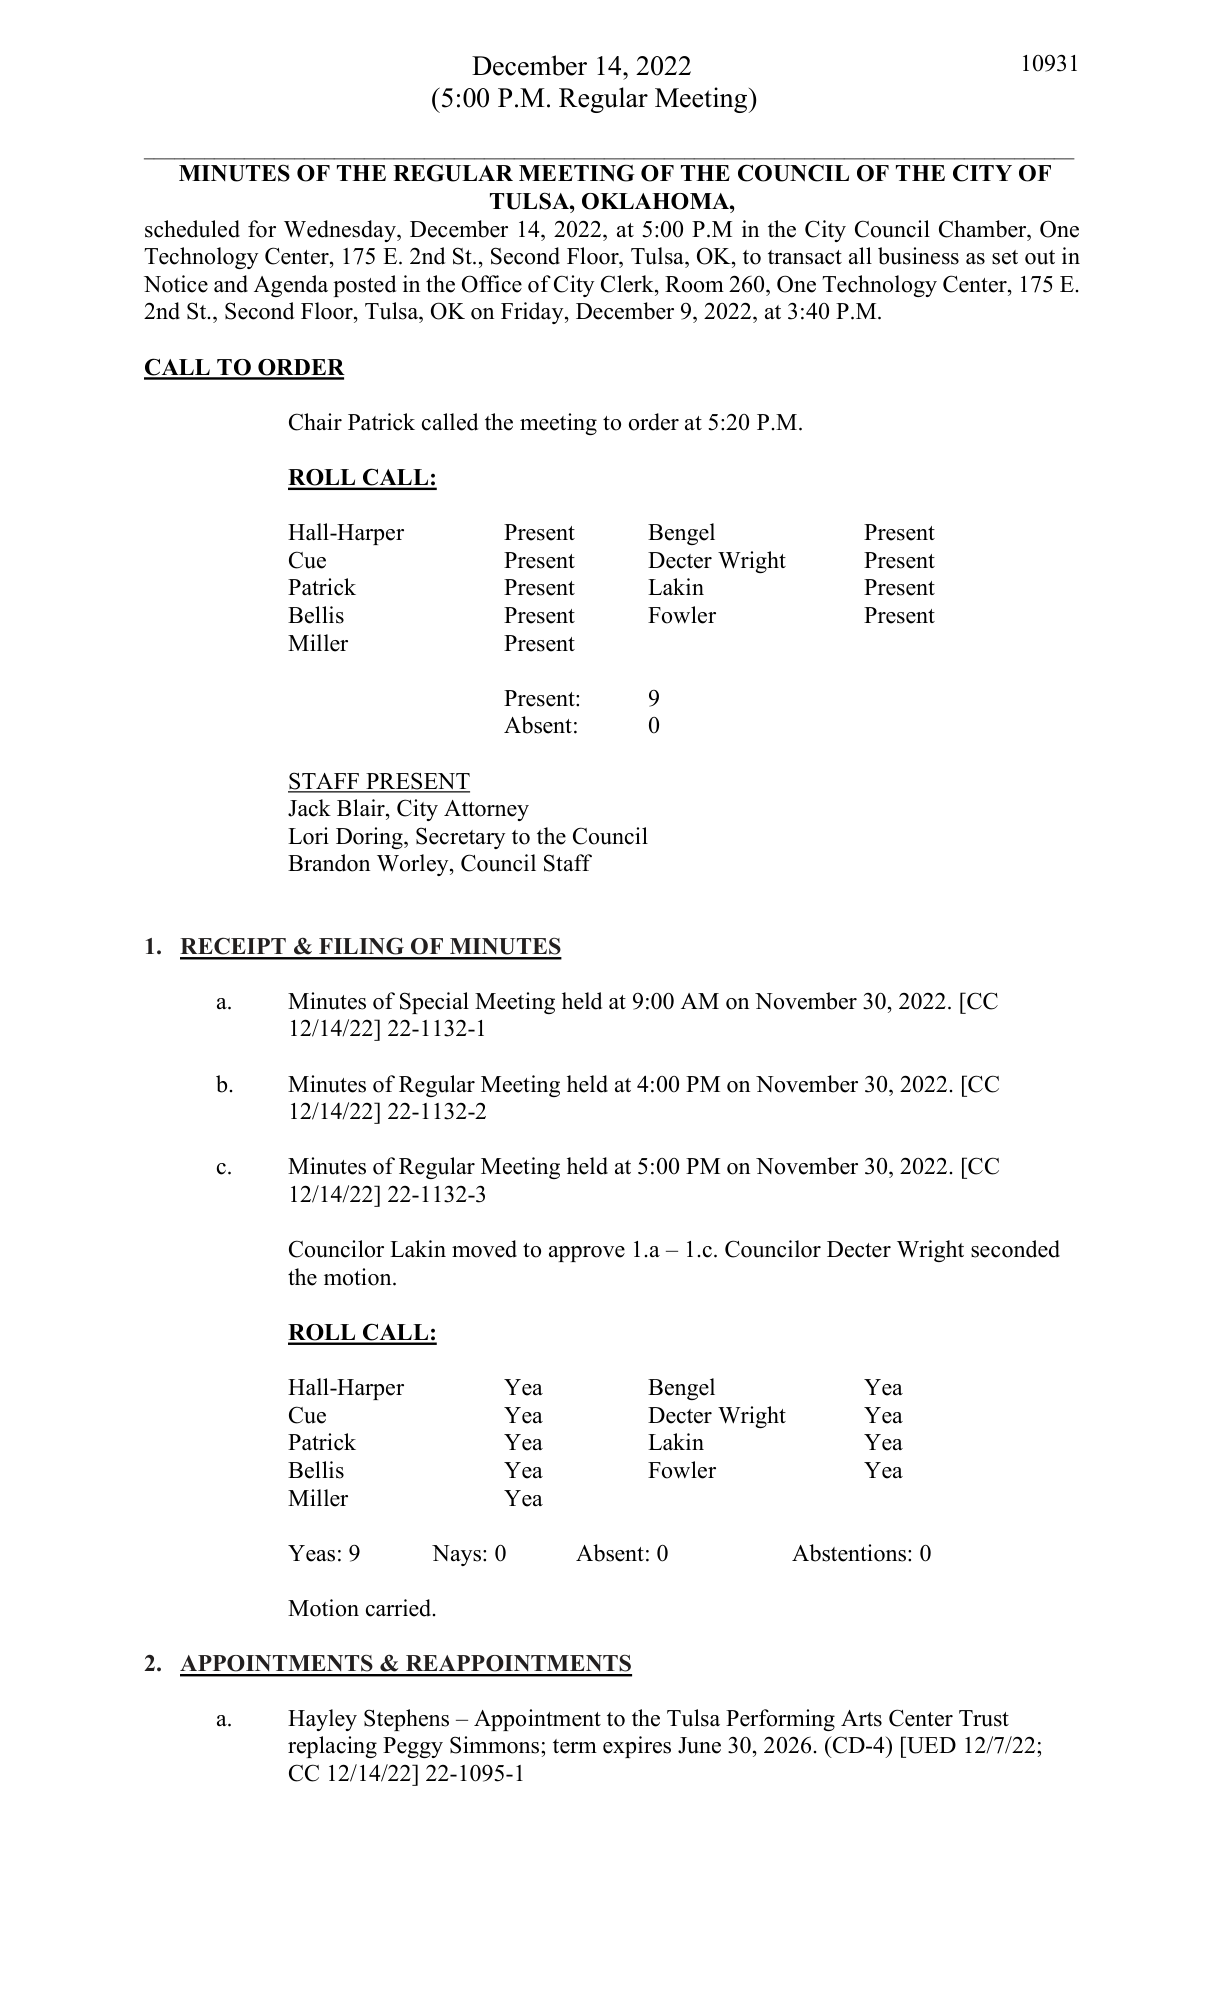 December 14, 2022 10931
(5:00 P.M. Regular Meeting)
MINUTES OF THE REGULAR MEETING OF THE COUNCIL OF THE CITY OF
TULSA, OKLAHOMA,
scheduled for Wednesday, December 14, 2022, at 5:00 P.M in the City Council Chamber, One
Technology Center, 175 E. 2nd St., Second Floor, Tulsa, OK, to transact all business as set out in
Notice and Agenda posted in the Office of City Clerk, Room 260, One Technology Center, 175 E.
2nd St., Second Floor, Tulsa, OK on Friday, December 9, 2022, at 3:40 P.M.
CALL TO ORDER
Chair Patrick called the meeting to order at 5:20 P.M.
ROLL CALL:
Hall-Harper Present Bengel Present
Cue Present Decter Wright Present
Patrick Present Lakin Present
Bellis Present Fowler Present
Miller Present
Present: 9
Absent: 0
STAFF PRESENT
Jack Blair, City Attorney
Lori Doring, Secretary to the Council
Brandon Worley, Council Staff
1. RECEIPT & FILING OF MINUTES
a. Minutes of Special Meeting held at 9:00 AM on November 30, 2022. [CC
12/14/22] 22-1132-1
b. Minutes of Regular Meeting held at 4:00 PM on November 30, 2022. [CC
12/14/22] 22-1132-2
c. Minutes of Regular Meeting held at 5:00 PM on November 30, 2022. [CC
12/14/22] 22-1132-3
Councilor Lakin moved to approve 1.a – 1.c. Councilor Decter Wright seconded
the motion.
ROLL CALL:
Hall-Harper Yea Bengel Yea
Cue Yea Decter Wright Yea
Patrick Yea Lakin Yea
Bellis Yea Fowler Yea
Miller Yea
Yeas: 9 Nays: 0 Absent: 0 Abstentions: 0
Motion carried.
2. APPOINTMENTS & REAPPOINTMENTS
a. Hayley Stephens – Appointment to the Tulsa Performing Arts Center Trust
replacing Peggy Simmons; term expires June 30, 2026. (CD-4) [UED 12/7/22;
CC 12/14/22] 22-1095-1